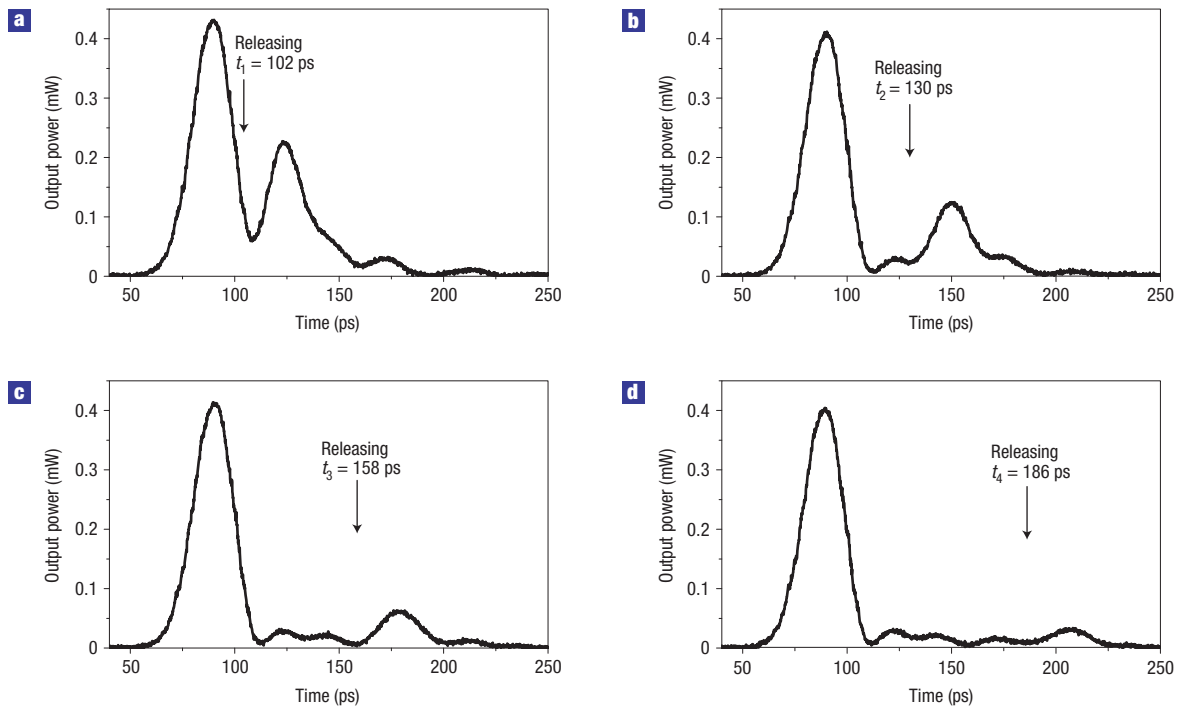 a
Output power (mW)
0.4
0.3
0.2
0.1
0
Releasing
t1 = 102 ps
50 100 150 200 250
Time (ps)
b
Output power (mW)
0.4
0.3
0.2
0.1
0
Releasing
t2 = 130 ps
50 100 150 200 250
Time (ps)
c
Output power (mW)
0.4
0.3
0.2
0.1
0
Releasing
t3 = 158 ps
50 100 150 200 250
Time (ps)
d
Output power (mW)
0.4
0.3
0.2
0.1
0
Releasing
t4 = 186 ps
50 100 150 200 250
Time (ps)